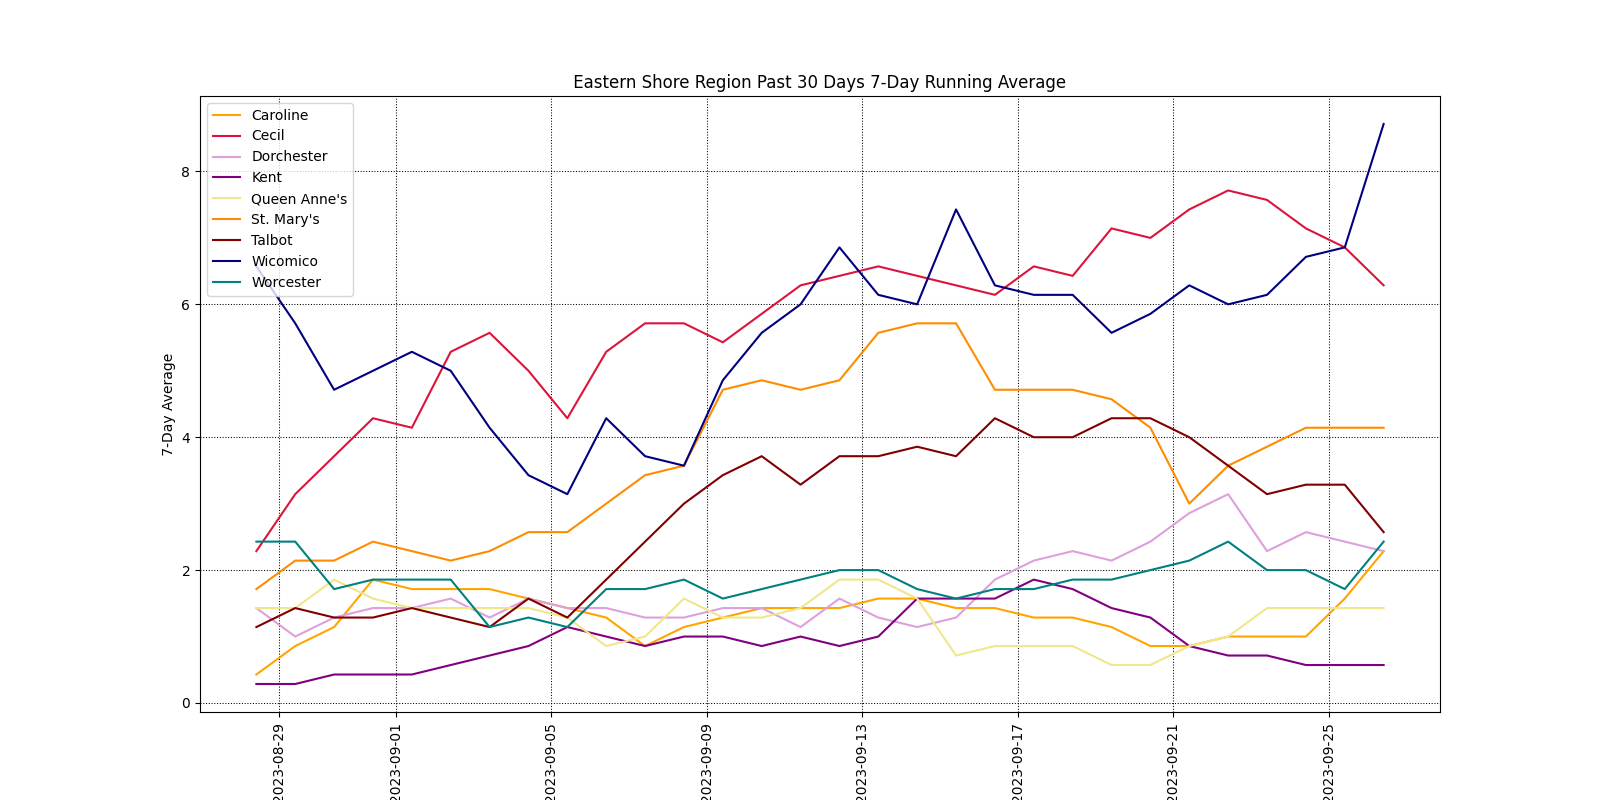 Eastern Shore Region Past 30 Days 7-Day Running Average
Caroline
Cecil
Dorchester
Kent
Queen Anne's
St. Mary's
Talbot
Wicomico
Worcester
7-Day Average
8
6
4
2
0
2023-08-29
2023-09-01
2023-09-05
2023-09-09
2023-09-13
2023-09-17
2023-09-21
2023-09-25